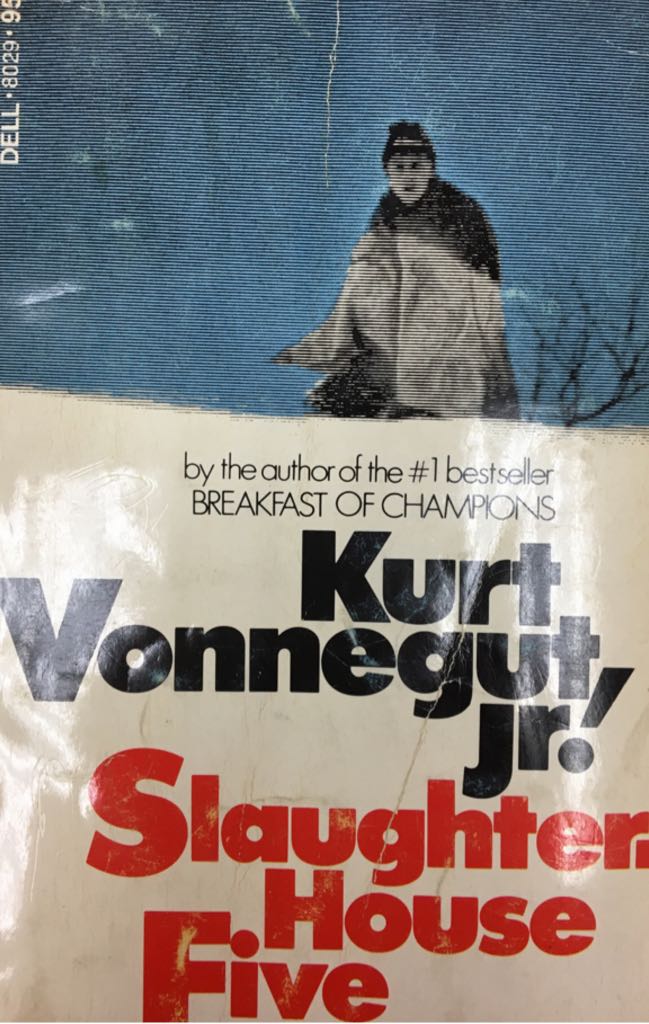 DELL • 8029 • 95
by the author of the #1 bestseller
BREAKFAST OF CHAMPIONS
Kurt
Vonnegut,
jr.!
Slaughter
House
Five